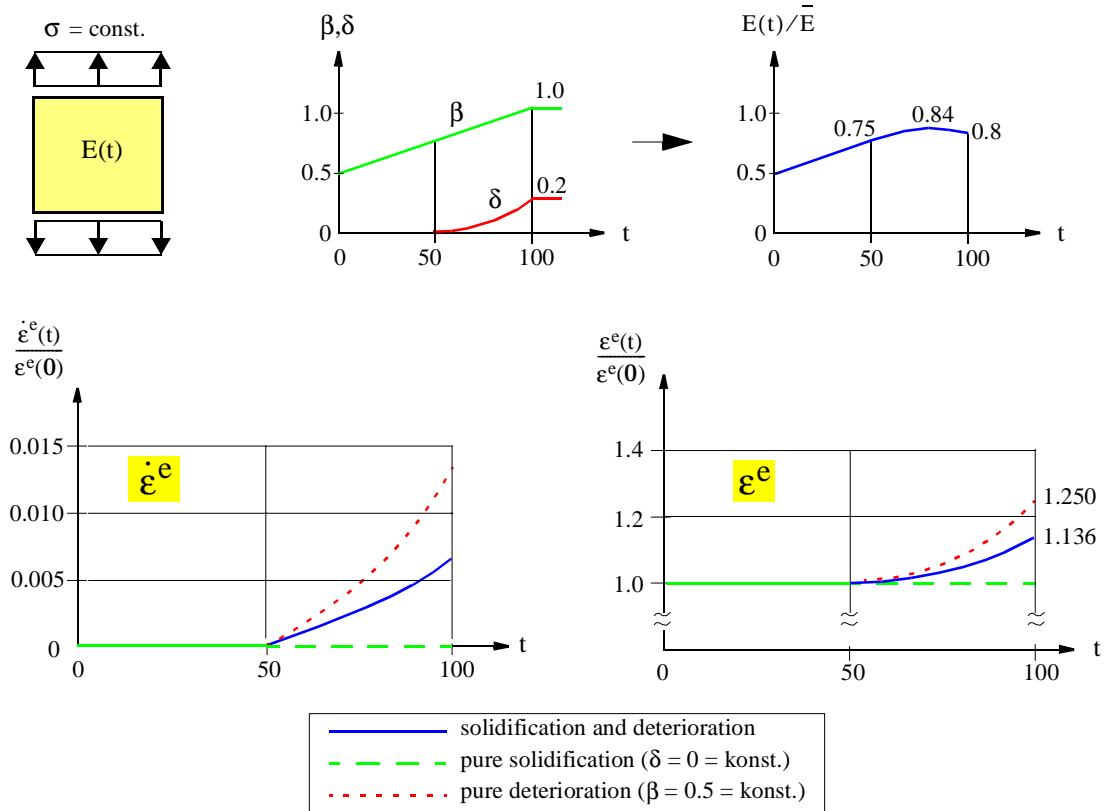 σ = const.
E(t)
β,δ
1.0
0.5
0
β
δ
1.0
0.2
0
50
100
t
E(t)/E̅
1.0
0.5
0
0.75
0.84
0.8
0
50
100
t
ε̇ᵉ(t)
εᵉ(0)
0.015
0.010
0.005
0
ε̇ᵉ
0
50
100
t
εᵉ(t)
εᵉ(0)
1.4
1.2
1.0
εᵉ
1.250
1.136
≈
≈
≈
0
50
100
t
solidification and deterioration
pure solidification (δ = 0 = konst.)
pure deterioration (β = 0.5 = konst.)